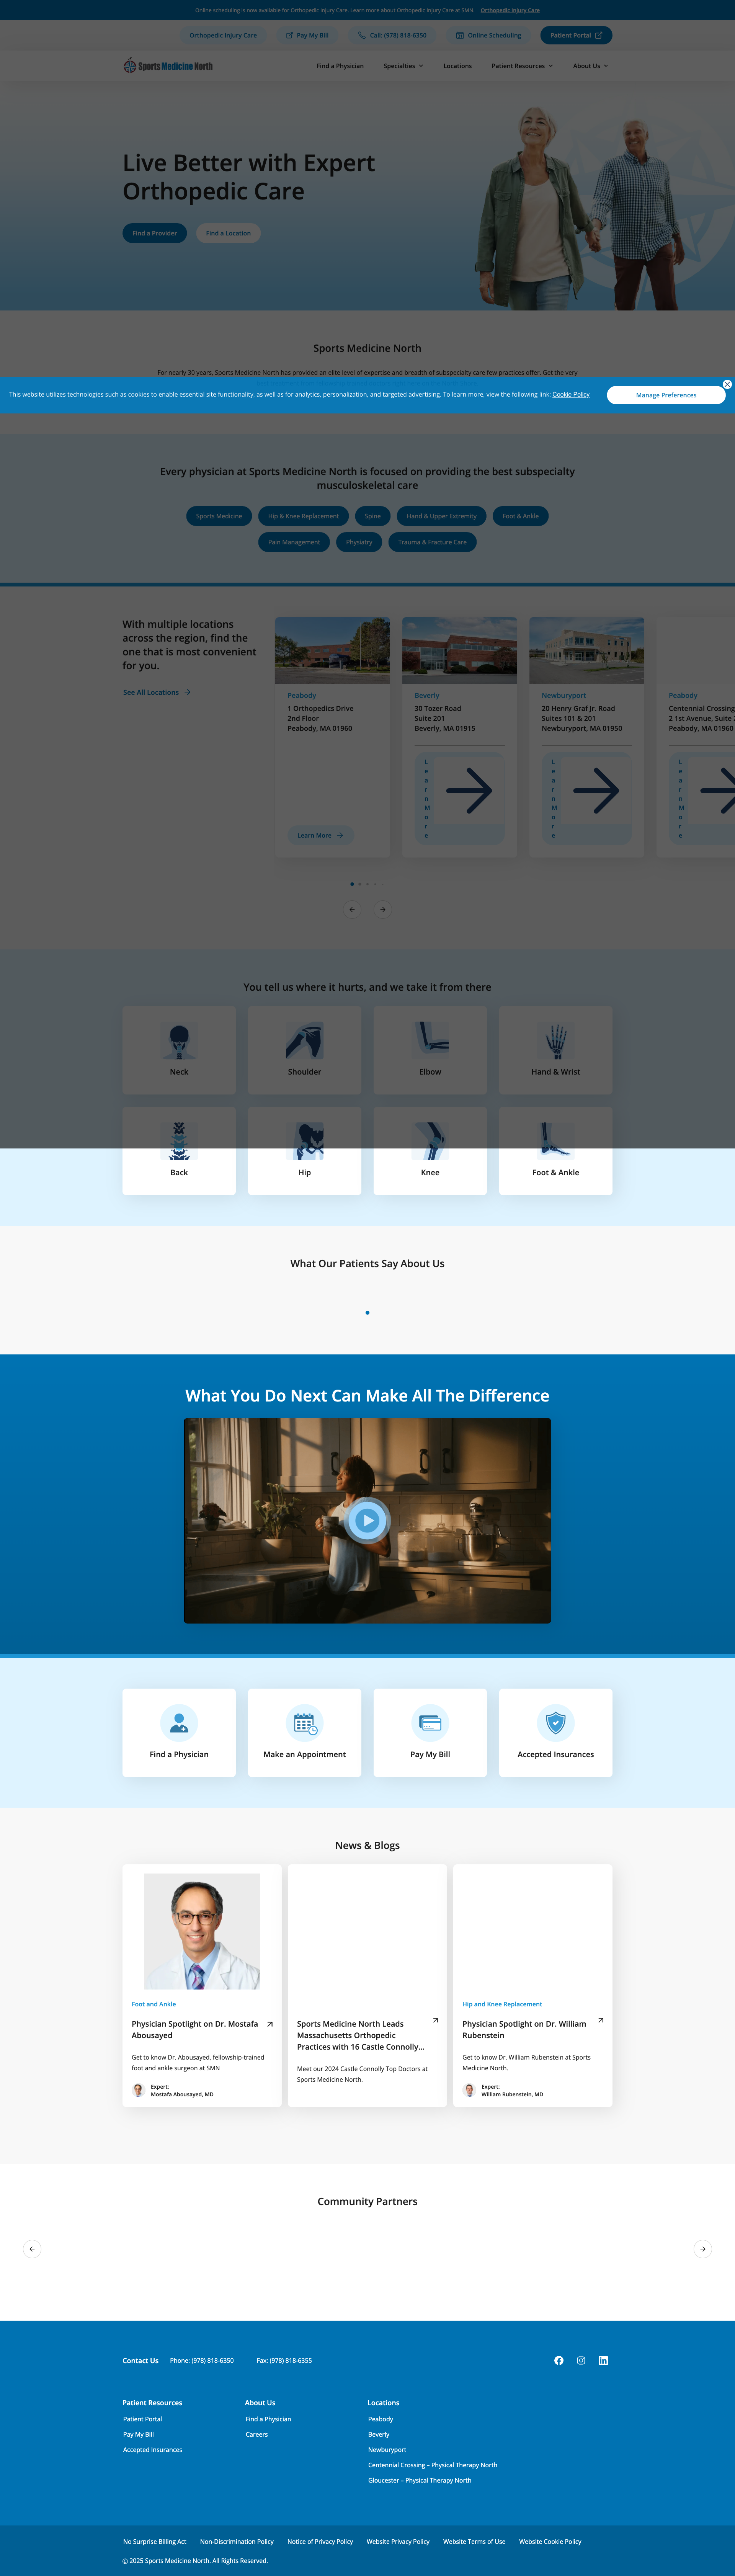 Online scheduling is now available for Orthopedic Injury Care. Learn more about Orthopedic Injury Care at SMN. Orthopedic Injury Care
Orthopedic Injury Care Pay My Bill Call: (978) 818-6350 Online Scheduling Patient Portal
Sports Medicine North Find a Physician Specialties Locations Patient Resources About Us
Live Better with Expert
Orthopedic Care
Find a Provider Find a Location
Sports Medicine North
For nearly 30 years, Sports Medicine North has provided an elite level of expertise and breadth of subspecialty care few practices offer. Get the very
This website utilizes technologies such as cookies to enable essential site functionality, as well as for analytics, personalization, and targeted advertising. To learn more, view the following link: Cookie Policy
Manage Preferences
Every physician at Sports Medicine North is focused on providing the best subspecialty
musculoskeletal care
Sports Medicine Hip & Knee Replacement Spine Hand & Upper Extremity Foot & Ankle
Pain Management Physiatry Trauma & Fracture Care
With multiple locations
across the region, find the
one that is most convenient
for you.
See All Locations
Peabody
1 Orthopedics Drive
2nd Floor
Peabody, MA 01960
Learn More
Beverly
30 Tozer Road
Suite 201
Beverly, MA 01915
Learn More
Newburyport
20 Henry Graf Jr. Road
Suites 101 & 201
Newburyport, MA 01950
Learn More
Peabody
Centennial Crossing
2 1st Avenue, Suite
Peabody, MA 01960
Learn More
You tell us where it hurts, and we take it from there
Neck Shoulder Elbow Hand & Wrist
Back Hip Knee Foot & Ankle
What Our Patients Say About Us
What You Do Next Can Make All The Difference
Find a Physician Make an Appointment Pay My Bill Accepted Insurances
News & Blogs
Foot and Ankle
Physician Spotlight on Dr. Mostafa
Abousayed
Get to know Dr. Abousayed, fellowship-trained
foot and ankle surgeon at SMN
Expert:
Mostafa Abousayed, MD
Sports Medicine North Leads
Massachusetts Orthopedic
Practices with 16 Castle Connolly...
Meet our 2024 Castle Connolly Top Doctors at
Sports Medicine North.
Hip and Knee Replacement
Physician Spotlight on Dr. William
Rubenstein
Get to know Dr. William Rubenstein at Sports
Medicine North.
Expert:
William Rubenstein, MD
Community Partners
Contact Us Phone: (978) 818-6350 Fax: (978) 818-6355
Patient Resources
Patient Portal
Pay My Bill
Accepted Insurances
About Us
Find a Physician
Careers
Locations
Peabody
Beverly
Newburyport
Centennial Crossing – Physical Therapy North
Gloucester – Physical Therapy North
No Surprise Billing Act Non-Discrimination Policy Notice of Privacy Policy Website Privacy Policy Website Terms of Use Website Cookie Policy
© 2025 Sports Medicine North. All Rights Reserved.